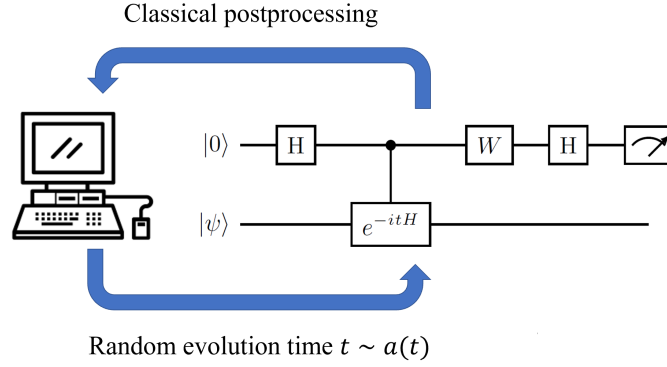 Classical postprocessing
|0⟩ H W H
|ψ⟩ e^{-itH}
Random evolution time t ~ a(t)